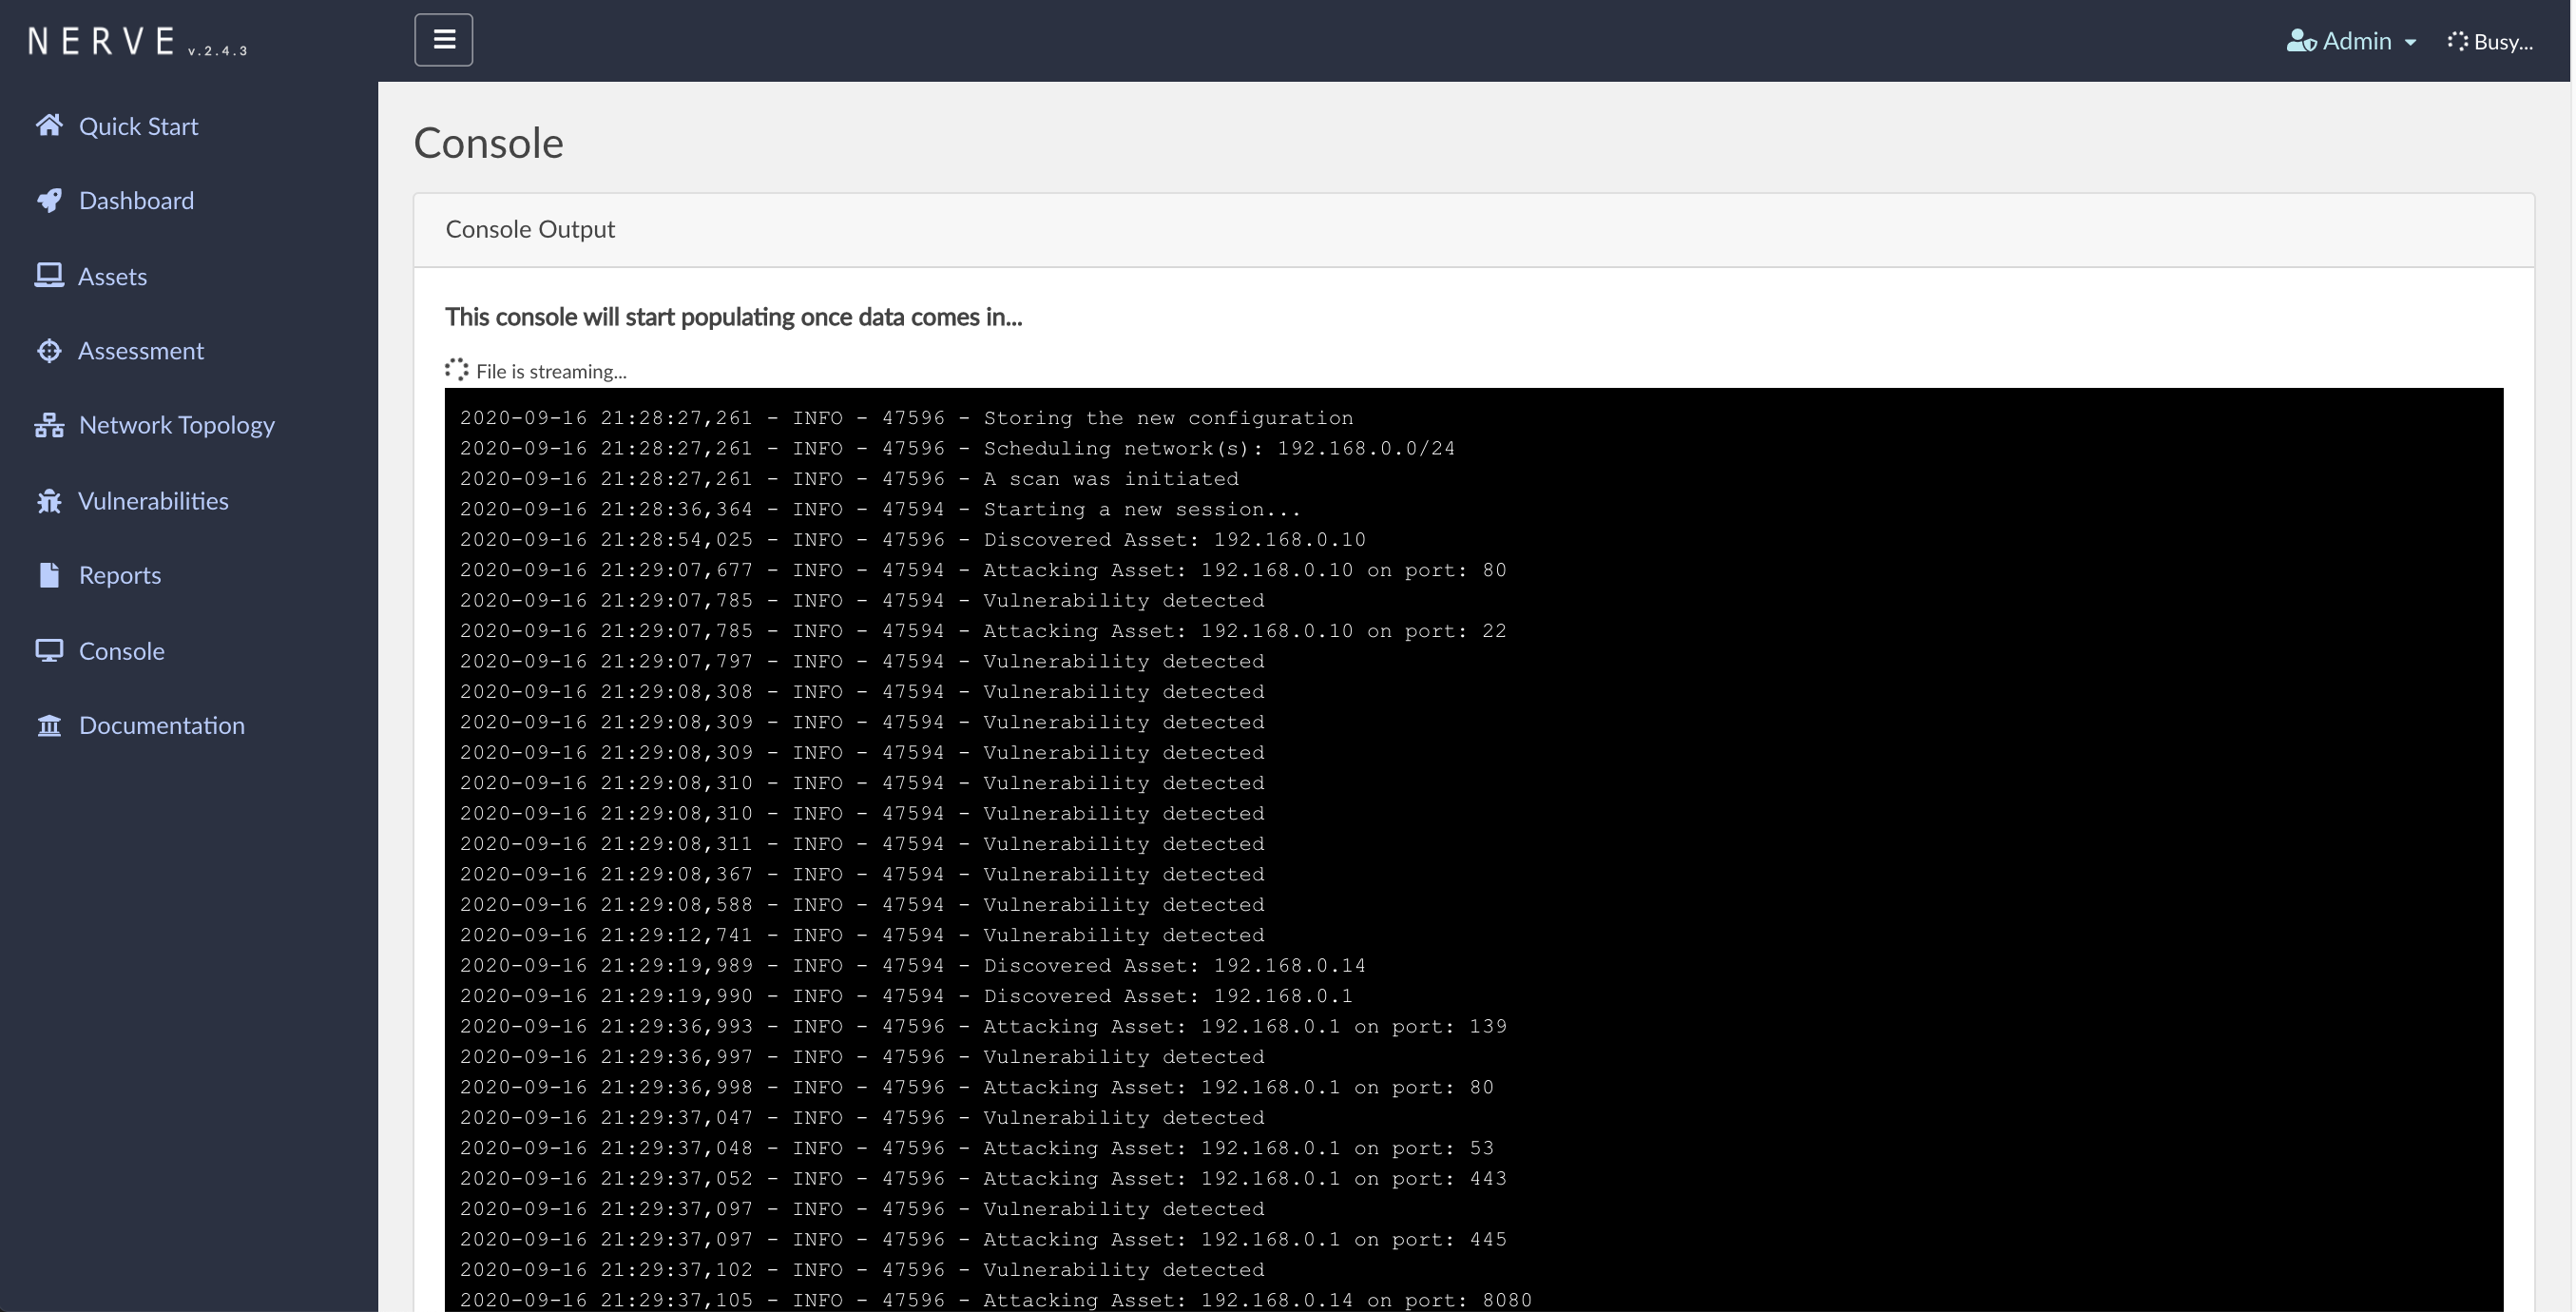 NERVE v.2.4.3
Admin
Busy...
Quick Start
Dashboard
Assets
Assessment
Network Topology
Vulnerabilities
Reports
Console
Documentation
Console
Console Output
This console will start populating once data comes in...
File is streaming...
2020-09-16 21:28:27,261 - INFO - 47596 - Storing the new configuration
2020-09-16 21:28:27,261 - INFO - 47596 - Scheduling network(s): 192.168.0.0/24
2020-09-16 21:28:27,261 - INFO - 47596 - A scan was initiated
2020-09-16 21:28:36,364 - INFO - 47594 - Starting a new session...
2020-09-16 21:28:54,025 - INFO - 47596 - Discovered Asset: 192.168.0.10
2020-09-16 21:29:07,677 - INFO - 47594 - Attacking Asset: 192.168.0.10 on port: 80
2020-09-16 21:29:07,785 - INFO - 47594 - Vulnerability detected
2020-09-16 21:29:07,785 - INFO - 47594 - Attacking Asset: 192.168.0.10 on port: 22
2020-09-16 21:29:07,797 - INFO - 47594 - Vulnerability detected
2020-09-16 21:29:08,308 - INFO - 47594 - Vulnerability detected
2020-09-16 21:29:08,309 - INFO - 47594 - Vulnerability detected
2020-09-16 21:29:08,309 - INFO - 47594 - Vulnerability detected
2020-09-16 21:29:08,310 - INFO - 47594 - Vulnerability detected
2020-09-16 21:29:08,310 - INFO - 47594 - Vulnerability detected
2020-09-16 21:29:08,311 - INFO - 47594 - Vulnerability detected
2020-09-16 21:29:08,367 - INFO - 47594 - Vulnerability detected
2020-09-16 21:29:08,588 - INFO - 47594 - Vulnerability detected
2020-09-16 21:29:12,741 - INFO - 47594 - Vulnerability detected
2020-09-16 21:29:19,989 - INFO - 47594 - Discovered Asset: 192.168.0.14
2020-09-16 21:29:19,990 - INFO - 47594 - Discovered Asset: 192.168.0.1
2020-09-16 21:29:36,993 - INFO - 47596 - Attacking Asset: 192.168.0.1 on port: 139
2020-09-16 21:29:36,997 - INFO - 47596 - Vulnerability detected
2020-09-16 21:29:36,998 - INFO - 47596 - Attacking Asset: 192.168.0.1 on port: 80
2020-09-16 21:29:37,047 - INFO - 47596 - Vulnerability detected
2020-09-16 21:29:37,048 - INFO - 47596 - Attacking Asset: 192.168.0.1 on port: 53
2020-09-16 21:29:37,052 - INFO - 47596 - Attacking Asset: 192.168.0.1 on port: 443
2020-09-16 21:29:37,097 - INFO - 47596 - Vulnerability detected
2020-09-16 21:29:37,097 - INFO - 47596 - Attacking Asset: 192.168.0.1 on port: 445
2020-09-16 21:29:37,102 - INFO - 47596 - Vulnerability detected
2020-09-16 21:29:37,105 - INFO - 47596 - Attacking Asset: 192.168.0.14 on port: 8080